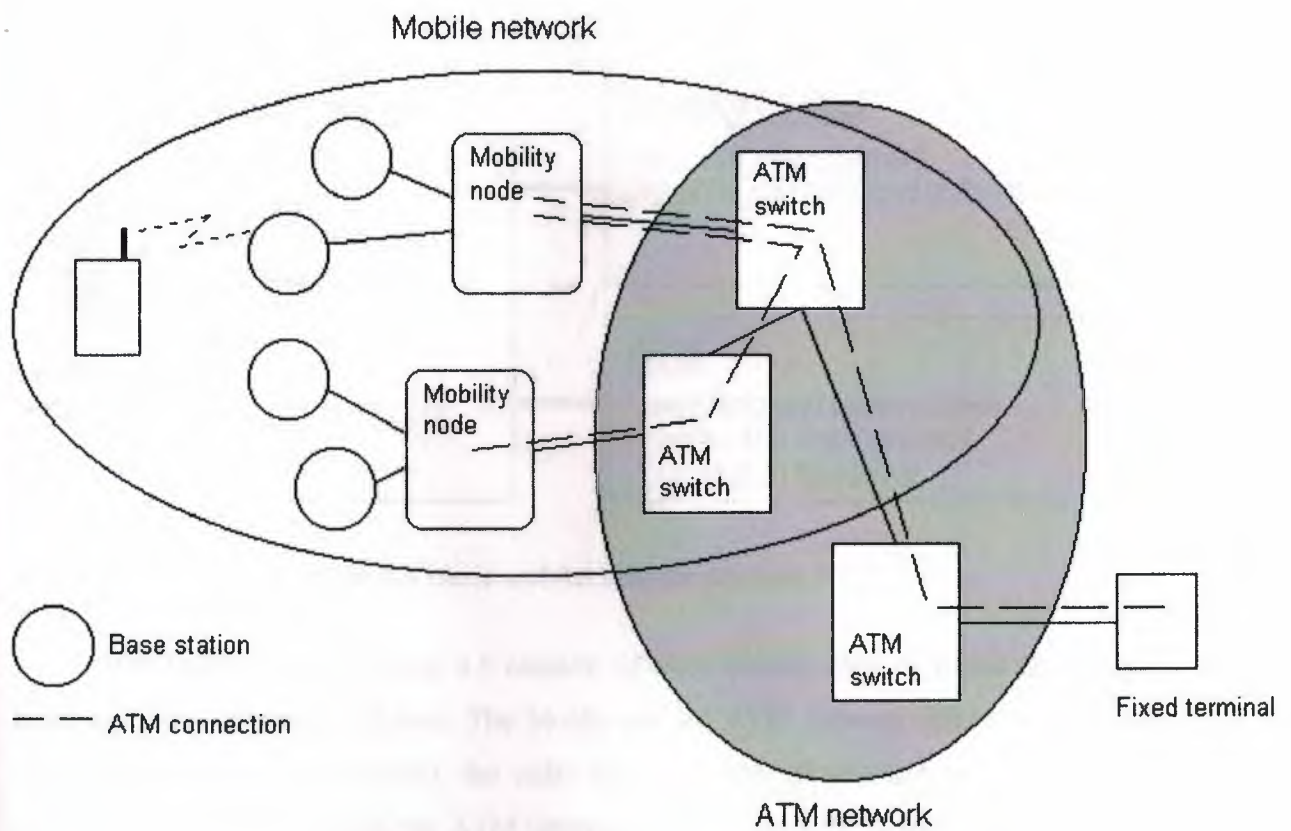 Mobile network
Mobility
node
ATM
switch
Mobility
node
ATM
switch
ATM
switch
Base station
ATM connection
Fixed terminal
ATM network